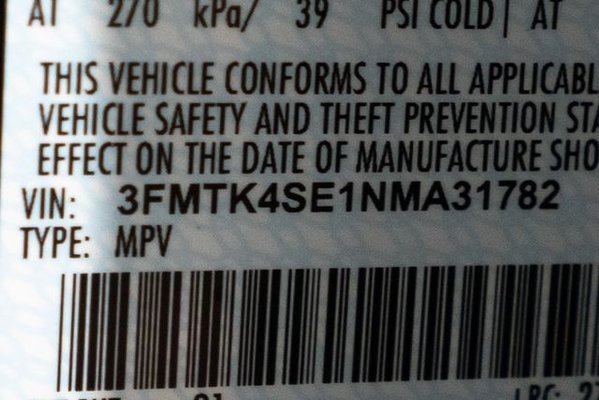 AT 270 kPa/ 39 PSI COLD | AT
THIS VEHICLE CONFORMS TO ALL APPLICABL
VEHICLE SAFETY AND THEFT PREVENTION STA
EFFECT ON THE DATE OF MANUFACTURE SHO
VIN: 3FMTK4SE1NMA31782
TYPE: MPV